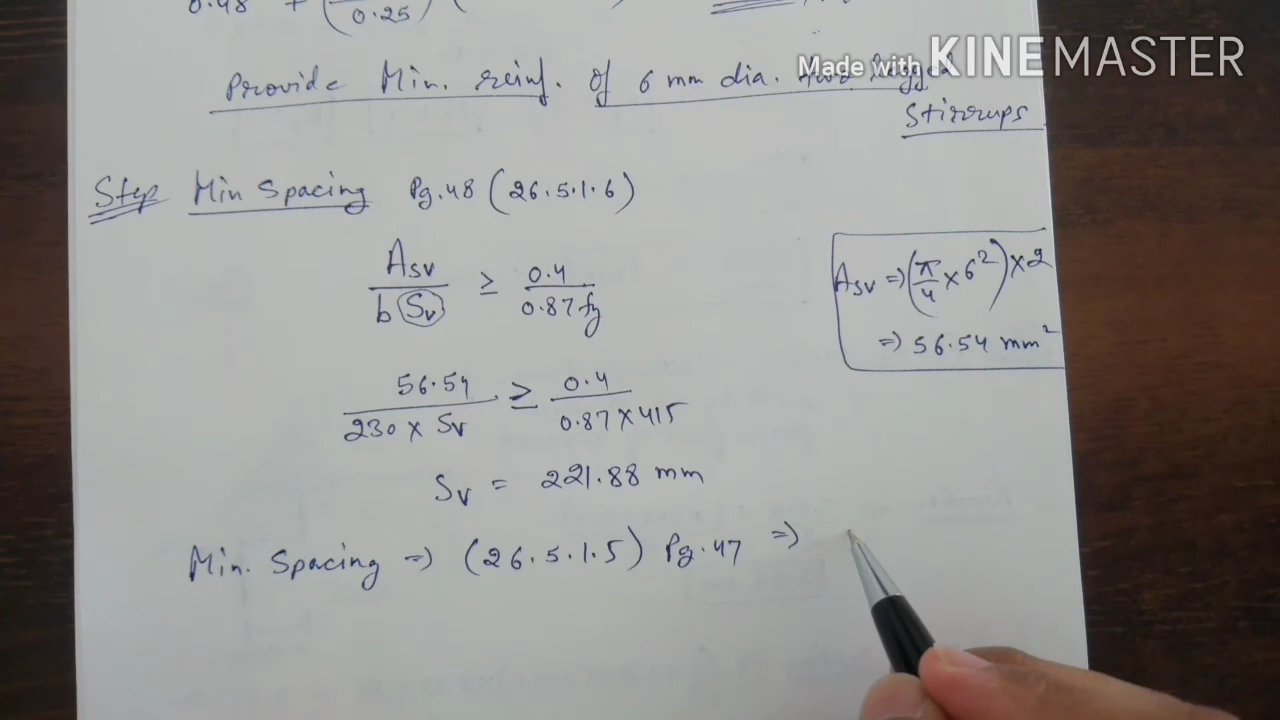 0.48 + ( 0.25 ) (
Made with KINEMASTER
Provide Min. reinf. of 6 mm dia. two legged
Stirrups
Step Min Spacing Pg.48 (26.5.1.6)
Asv / b Sv ≥ 0.4 / 0.87 fy
Asv => (π/4 × 6²) × 2
=> 56.54 mm²
56.54 / 230 × Sv ≥ 0.4 / 0.87 × 415
Sv = 221.88 mm
Min. Spacing => (26.5.1.5) Pg.47 =>